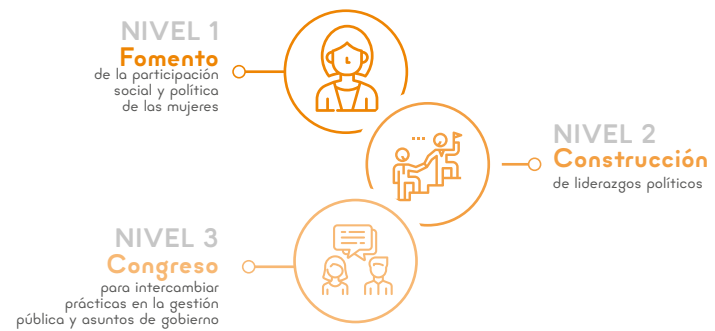 NIVEL 1
Fomento
de la participación
social y política
de las mujeres
NIVEL 2
Construcción
de liderazgos políticos
NIVEL 3
Congreso
para intercambiar
prácticas en la gestión
pública y asuntos de gobierno